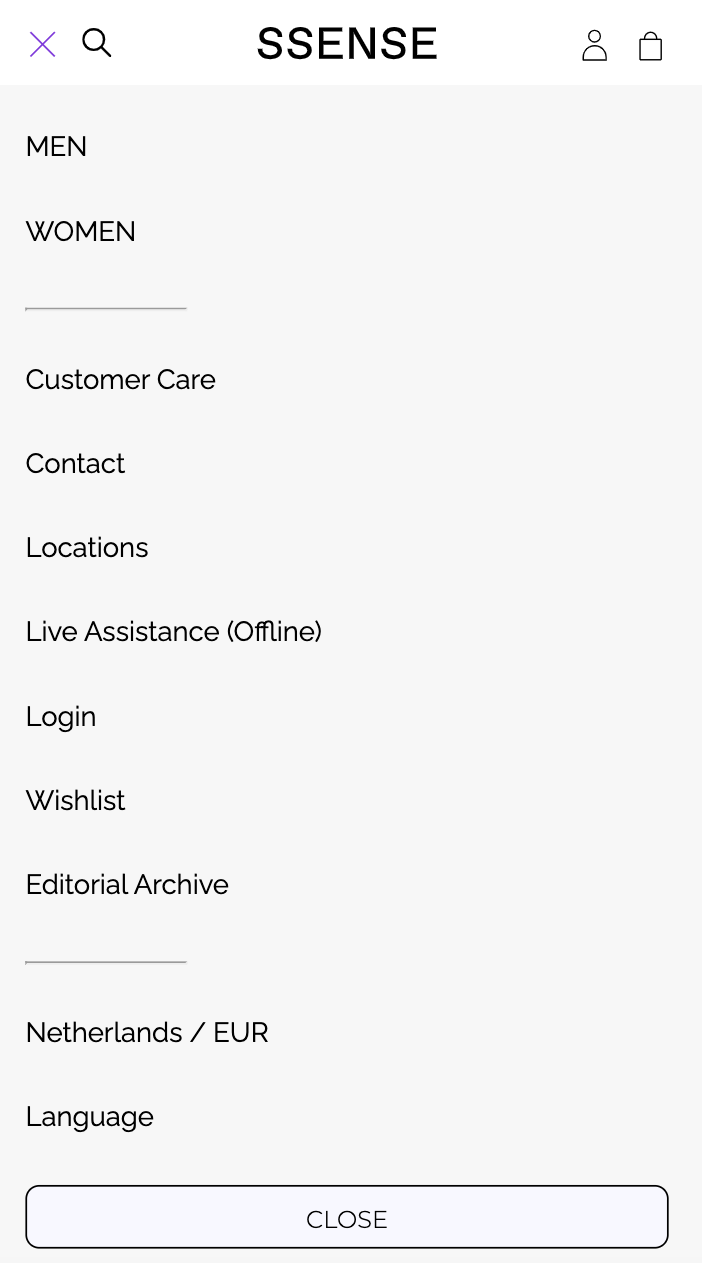 SSENSE
MEN
WOMEN
Customer Care
Contact
Locations
Live Assistance (Offline)
Login
Wishlist
Editorial Archive
Netherlands / EUR
Language
CLOSE